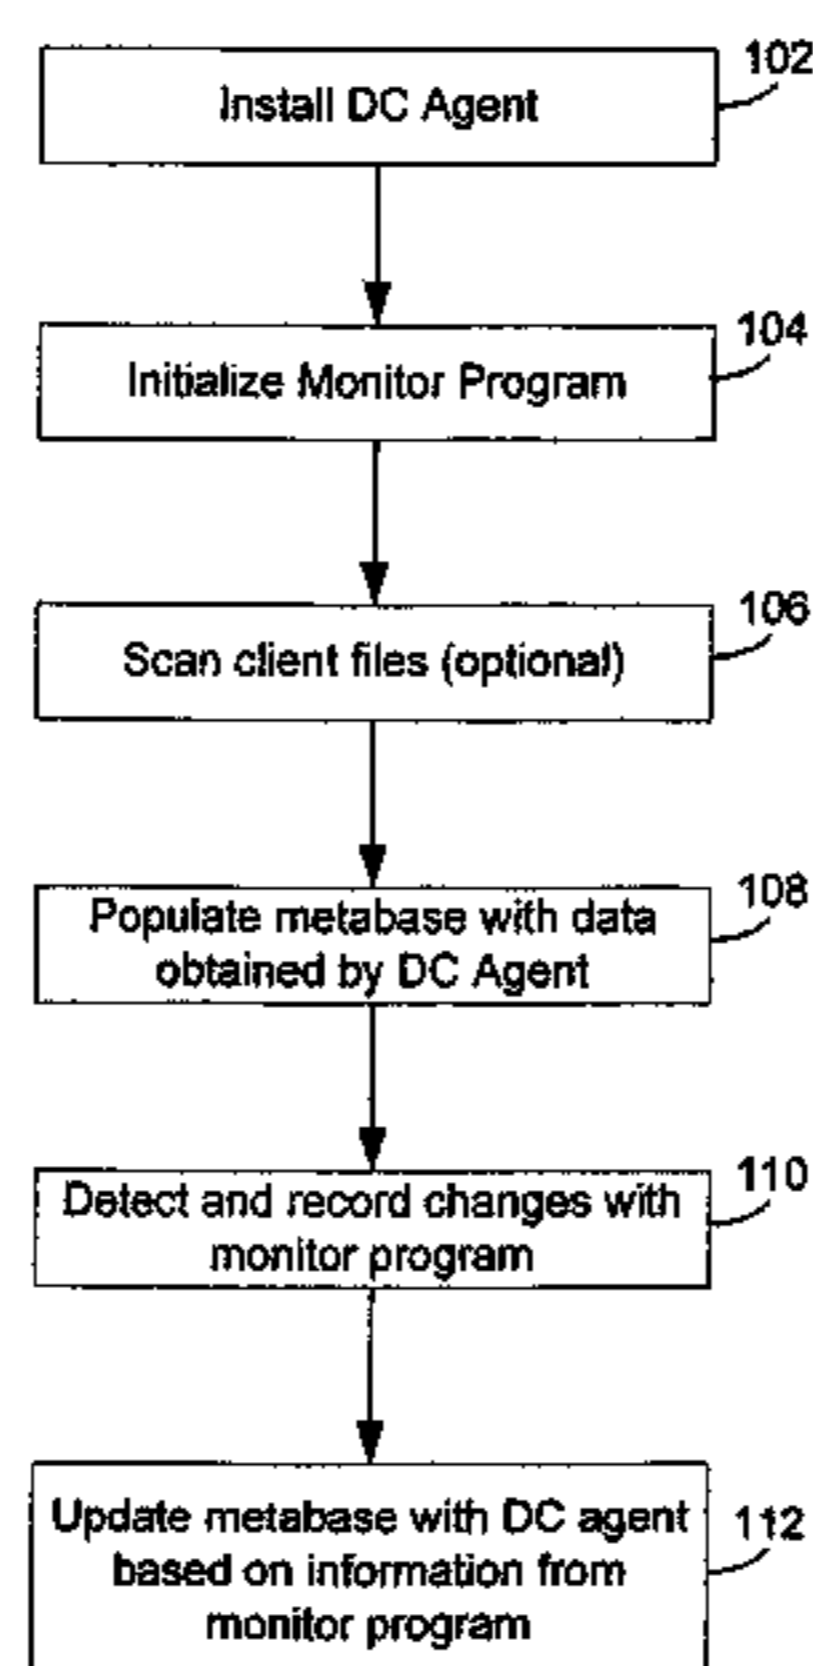 102
Install DC Agent
104
Initialize Monitor Program
106
Scan client files (optional)
108
Populate metabase with data
obtained by DC Agent
110
Detect and record changes with
monitor program
112
Update metabase with DC agent
based on information from
monitor program